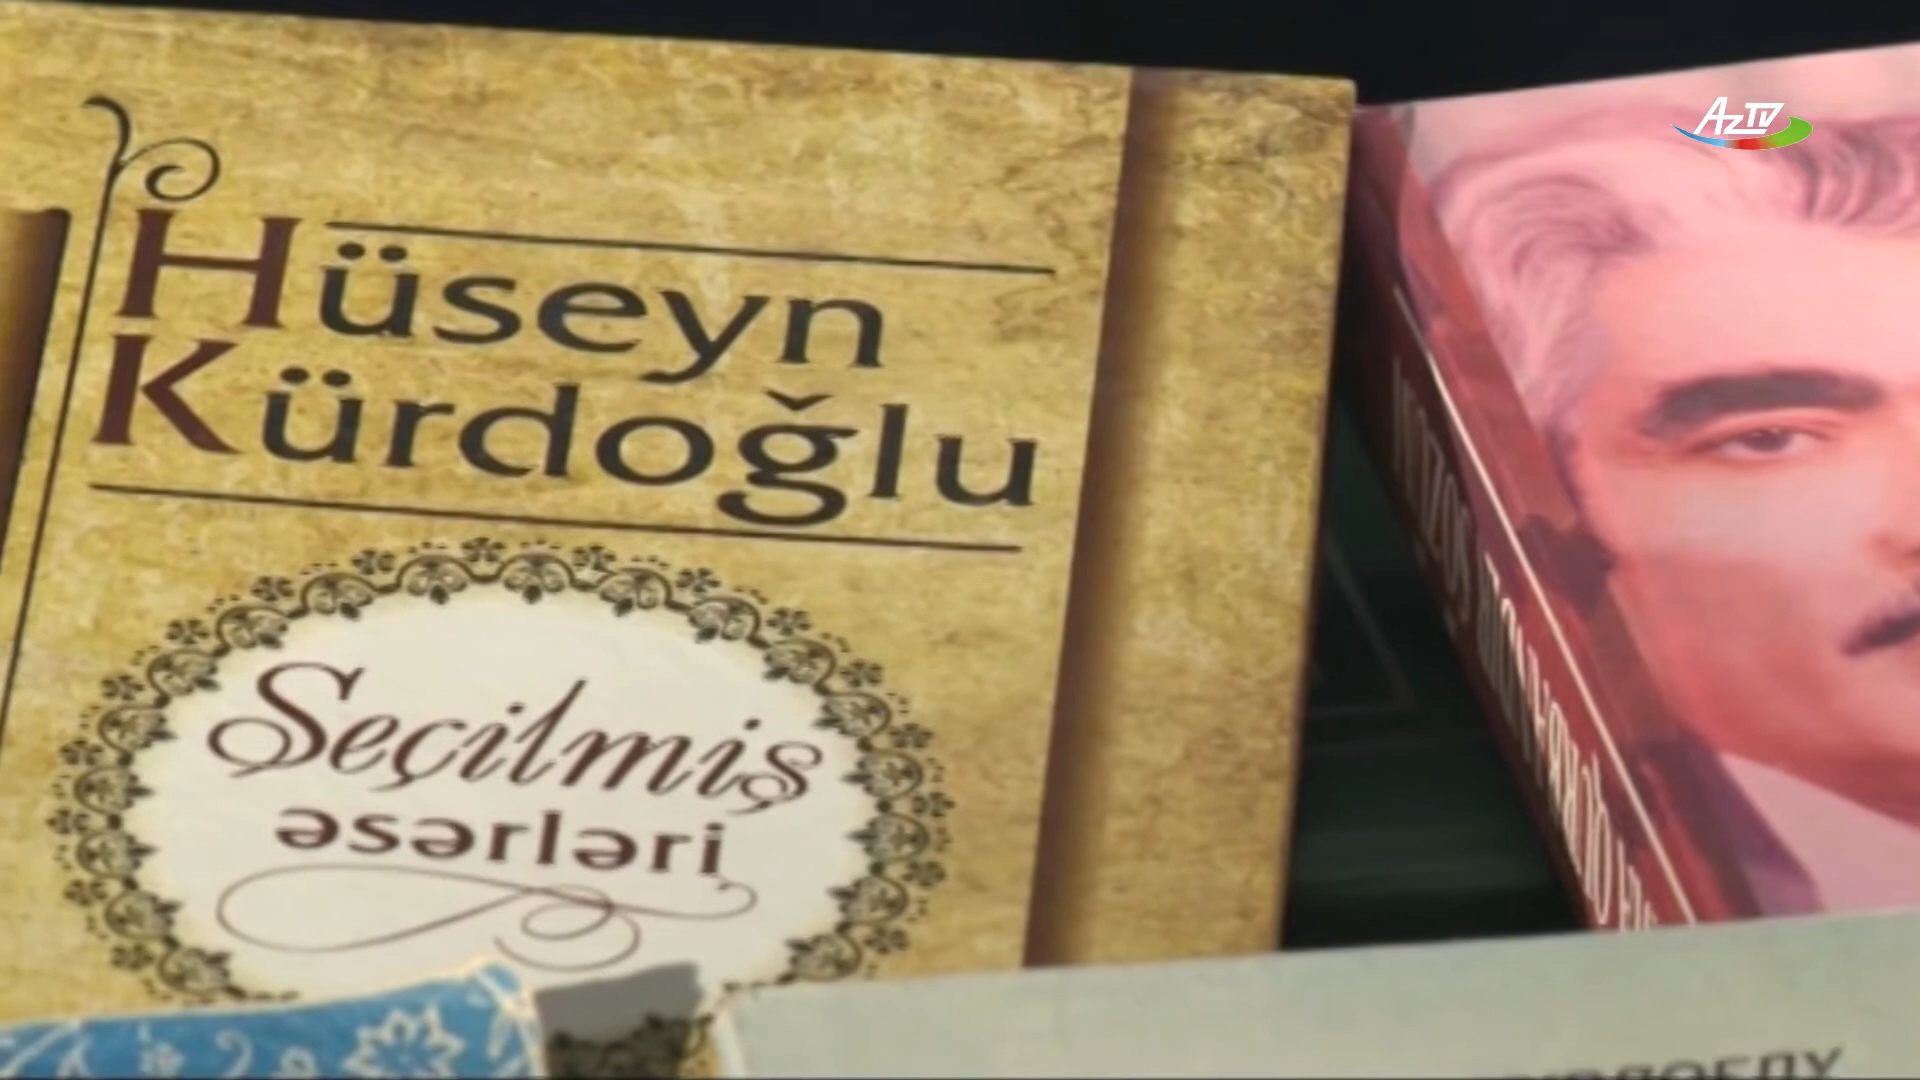 AZTV
Hüseyn
Kürdoğlu
Seçilmiş
əsərləri